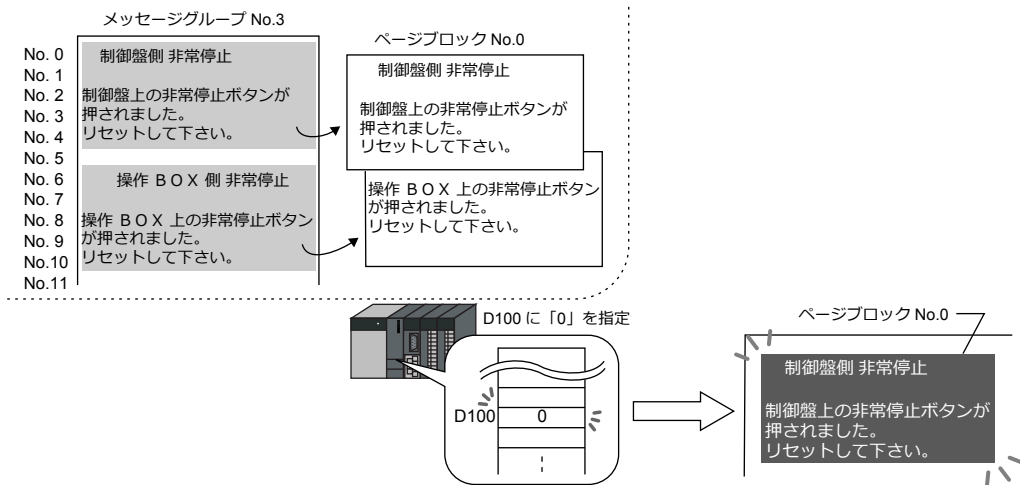 メッセージグループ No.3
No. 0
No. 1
No. 2
No. 3
No. 4
No. 5
No. 6
No. 7
No. 8
No. 9
No.10
No.11
制御盤側 非常停止
制御盤上の非常停止ボタンが
押されました。
リセットして下さい。
操作 ＢＯＸ 側 非常停止
操作 ＢＯＸ 上の非常停止ボタン
が押されました。
リセットして下さい。
ページブロック No.0
制御盤側 非常停止
制御盤上の非常停止ボタンが
押されました。
リセットして下さい。
操作 ＢＯＸ 上の非常停止ボタン
が押されました。
リセットして下さい。
D100 に「0」を指定
D100
0
ページブロック No.0
制御盤側 非常停止
制御盤上の非常停止ボタンが
押されました。
リセットして下さい。